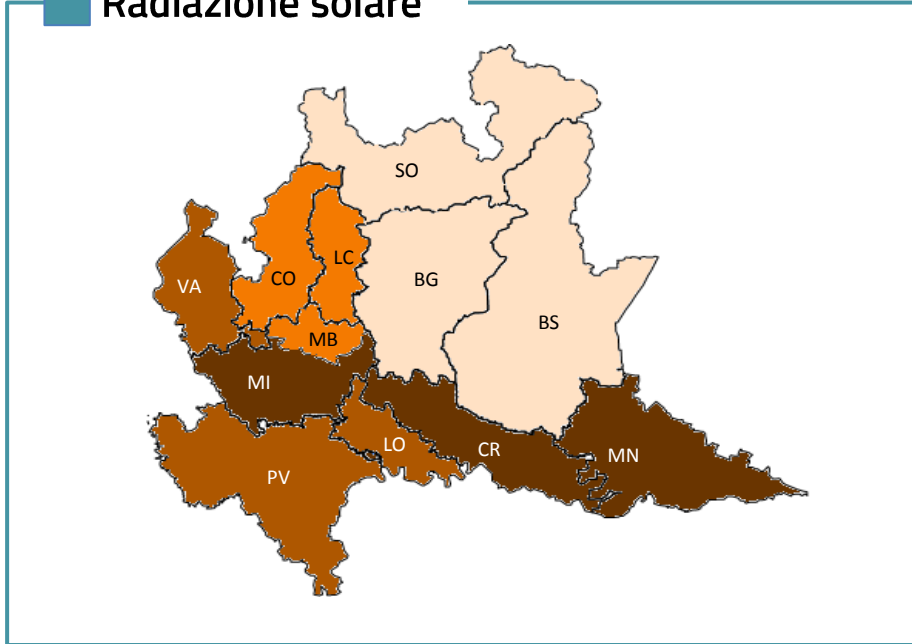 Radiazione solare
SO
LC
CO
BG
VA
BS
MB
MI
LO
CR
MN
PV